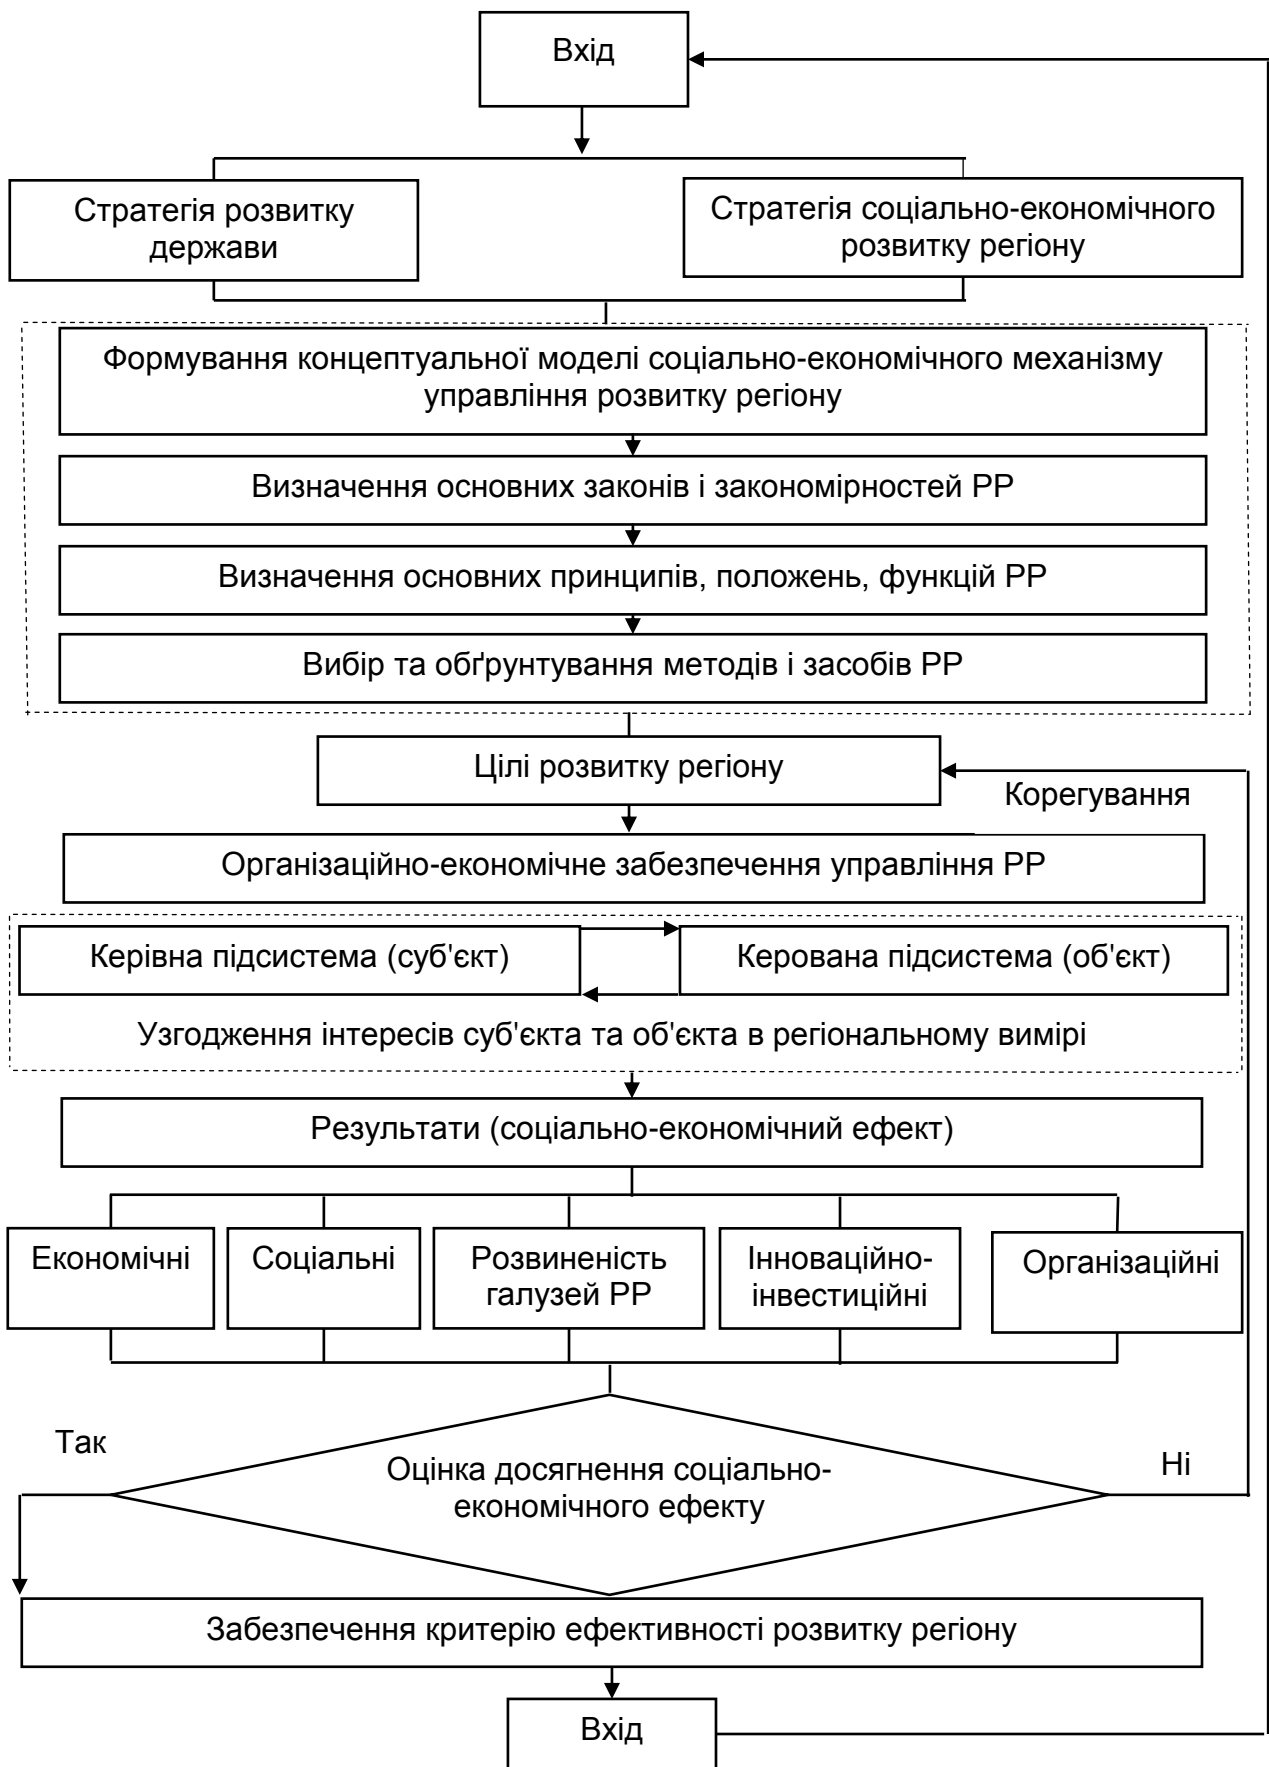 Вхід
Стратегія розвитку
держави
Стратегія соціально-економічного
розвитку регіону
Формування концептуальної моделі соціально-економічного механізму
управління розвитку регіону
Визначення основних законів і закономірностей РР
Визначення основних принципів, положень, функцій РР
Вибір та обґрунтування методів і засобів РР
Цілі розвитку регіону
Корегування
Організаційно-економічне забезпечення управління РР
Керівна підсистема (суб'єкт)
Керована підсистема (об'єкт)
Узгодження інтересів суб'єкта та об'єкта в регіональному вимірі
Результати (соціально-економічний ефект)
Економічні
Соціальні
Розвиненість
галузей РР
Інноваційно-
інвестиційні
Організаційні
Так
Ні
Оцінка досягнення соціально-
економічного ефекту
Забезпечення критерію ефективності розвитку регіону
Вхід